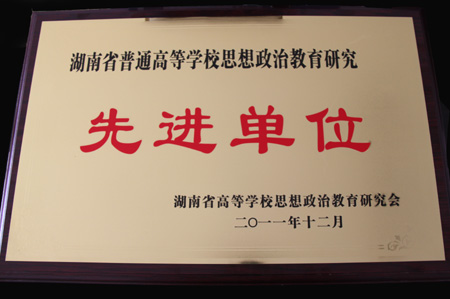 湖南省普通高等学校思想政治教育研究
先进单位
湖南省高等学校思想政治教育研究会
二〇一一年十二月